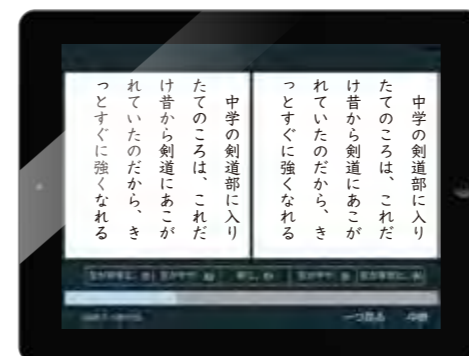 中学の剣道部に入り
たてのころは、これだ
け昔から剣道にあこが
れていたのだから、き
っとすぐに強くなれる
中学の剣道部に入り
たてのころは、これだ
け昔から剣道にあこが
れていたのだから、き
っとすぐに強くなれる
一つ戻る 中断